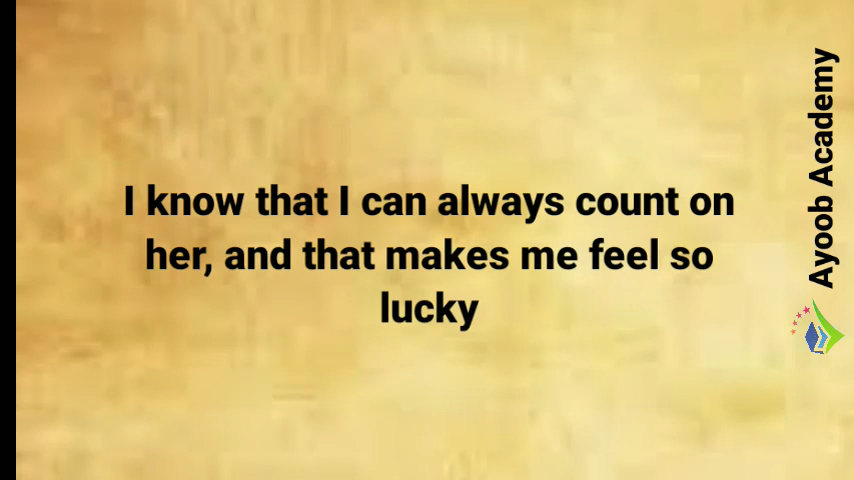 I know that I can always count on
her, and that makes me feel so
lucky
Ayoob Academy